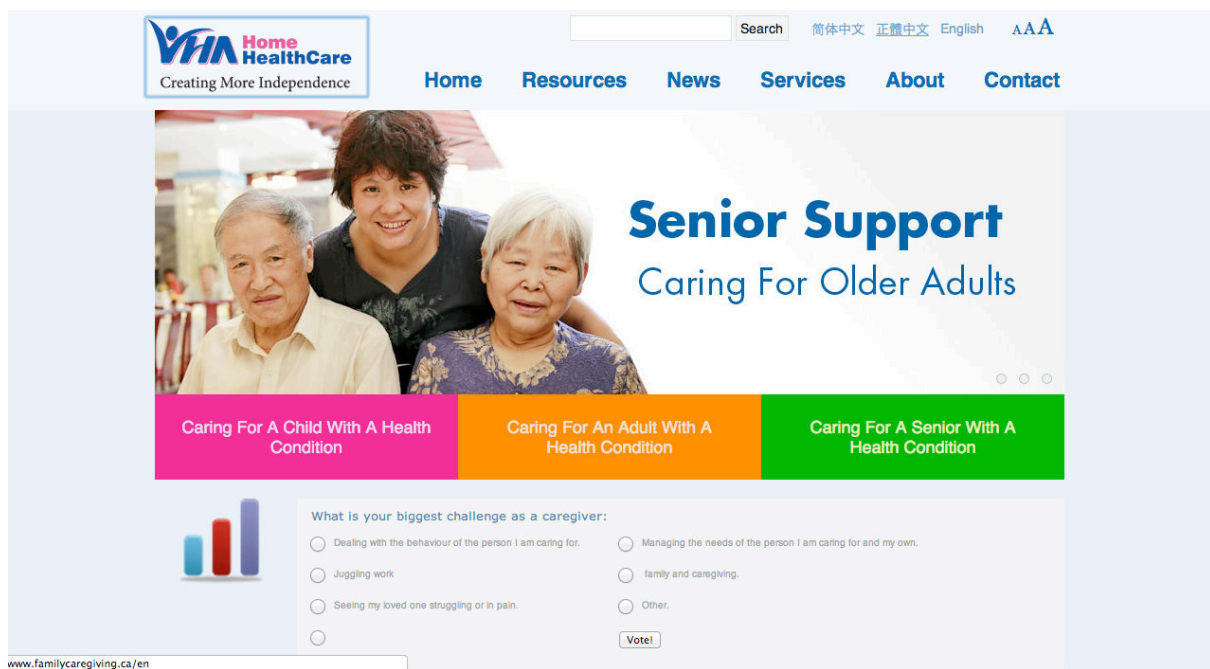 VHA Home
HealthCare
Creating More Independence
Search
简体中文 正體中文 English AAA
Home Resources News Services About Contact
Senior Support
Caring For Older Adults
Caring For A Child With A Health
Condition
Caring For An Adult With A
Health Condition
Caring For A Senior With A
Health Condition
What is your biggest challenge as a caregiver:
Dealing with the behaviour of the person I am caring for.
Managing the needs of the person I am caring for and my own.
Juggling work
family and caregiving.
Seeing my loved one struggling or in pain.
Other.
Vote!
www.familycaregiving.ca/en